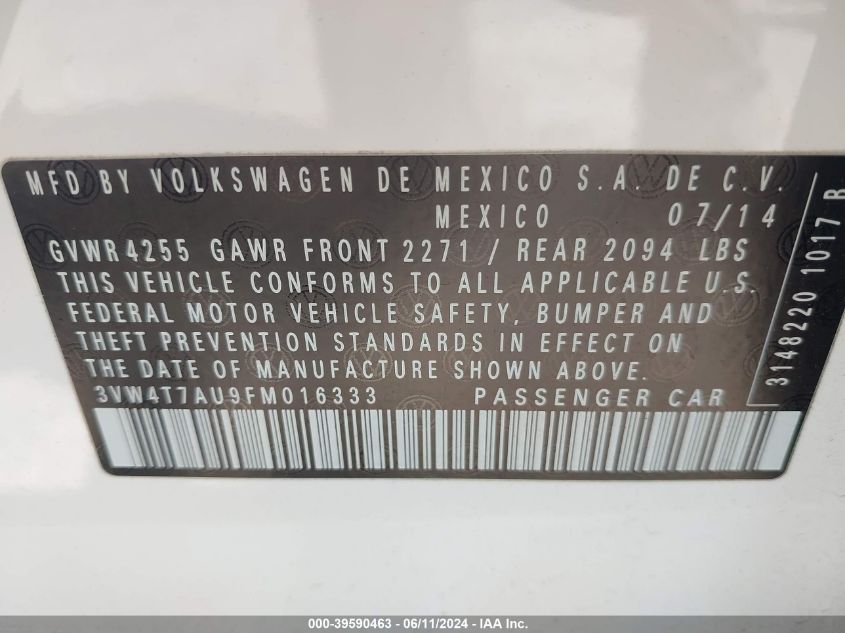 MFD BY VOLKSWAGEN DE MEXICO S.A. DE C.V.
MEXICO 07/14
GVWR 4255 GAWR FRONT 2271 / REAR 2094 LBS
THIS VEHICLE CONFORMS TO ALL APPLICABLE U.S.
FEDERAL MOTOR VEHICLE SAFETY, BUMPER AND
THEFT PREVENTION STANDARDS IN EFFECT ON
THE DATE OF MANUFACTURE SHOWN ABOVE.
3VW4T7AU9FM016333 PASSENGER CAR
3148220 1017 B
000-39590463 - 06/11/2024 - IAA Inc.